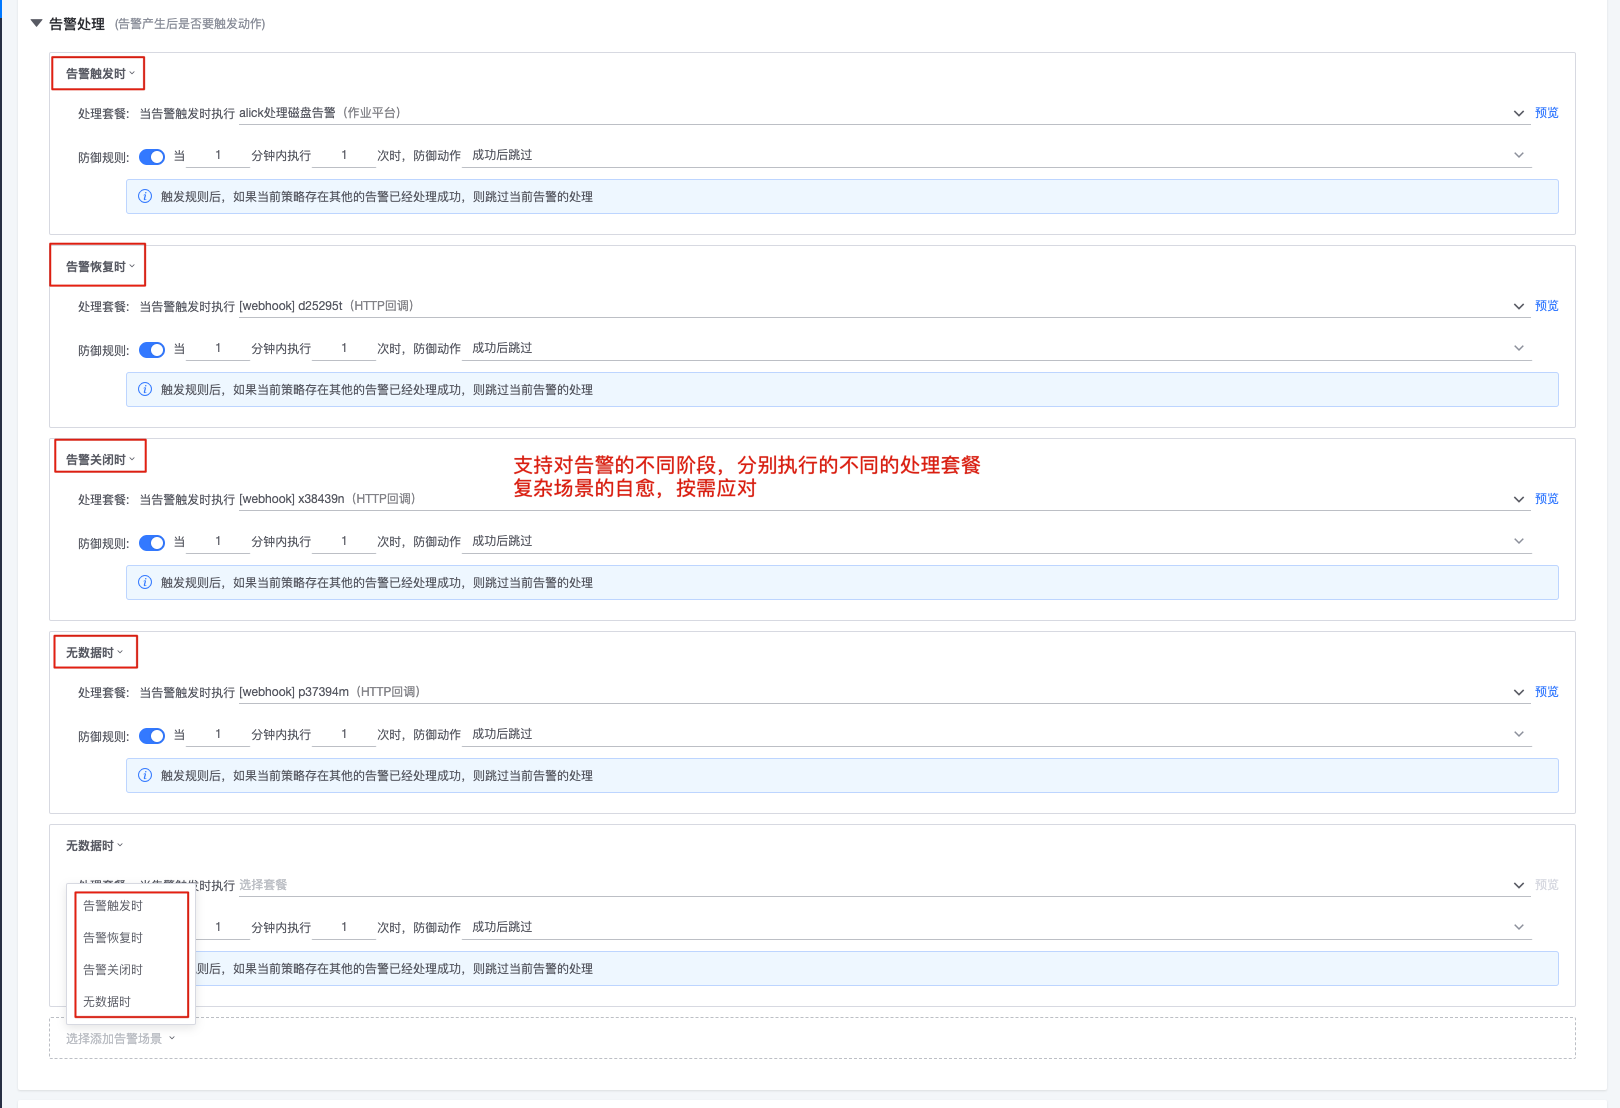 告警处理 (告警产生后是否要触发动作)
告警触发时
处理套餐: 当告警触发时执行 alick处理磁盘告警 (作业平台) 预览
防御规则: 当 1 分钟内执行 1 次时，防御动作 成功后跳过
触发规则后，如果当前策略存在其他的告警已经处理成功，则跳过当前告警的处理
告警恢复时
处理套餐: 当告警触发时执行 [webhook] d25295t (HTTP回调) 预览
防御规则: 当 1 分钟内执行 1 次时，防御动作 成功后跳过
触发规则后，如果当前策略存在其他的告警已经处理成功，则跳过当前告警的处理
告警关闭时
支持对告警的不同阶段，分别执行的不同的处理套餐
复杂场景的自愈，按需应对
处理套餐: 当告警触发时执行 [webhook] x38439n (HTTP回调) 预览
防御规则: 当 1 分钟内执行 1 次时，防御动作 成功后跳过
触发规则后，如果当前策略存在其他的告警已经处理成功，则跳过当前告警的处理
无数据时
处理套餐: 当告警触发时执行 [webhook] p37394m (HTTP回调) 预览
防御规则: 当 1 分钟内执行 1 次时，防御动作 成功后跳过
触发规则后，如果当前策略存在其他的告警已经处理成功，则跳过当前告警的处理
无数据时
处理套餐: 当告警触发时执行 选择套餐 预览
告警触发时
1 分钟内执行 1 次时，防御动作 成功后跳过
告警恢复时
则后，如果当前策略存在其他的告警已经处理成功，则跳过当前告警的处理
告警关闭时
无数据时
选择添加告警场景